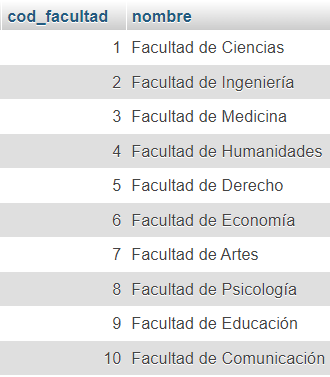 cod_facultad nombre
1 Facultad de Ciencias
2 Facultad de Ingeniería
3 Facultad de Medicina
4 Facultad de Humanidades
5 Facultad de Derecho
6 Facultad de Economía
7 Facultad de Artes
8 Facultad de Psicología
9 Facultad de Educación
10 Facultad de Comunicación